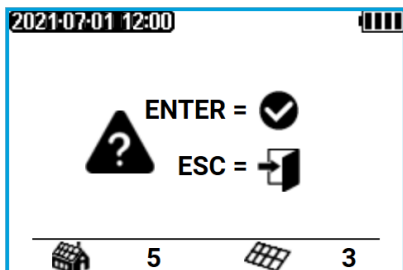 2021-07-01 12:00
?
ENTER =
ESC =
5 3